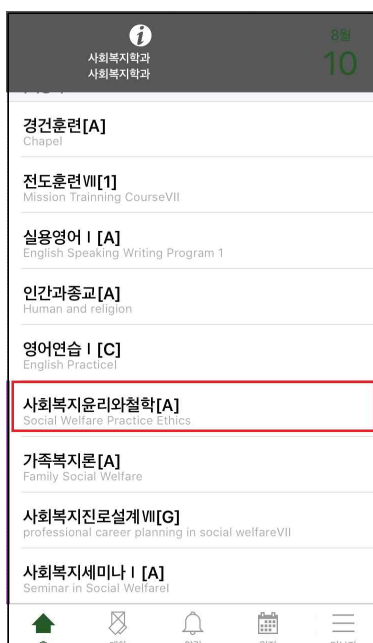 사회복지학과
사회복지학과
8월
10
경건훈련[A]
Chapel
전도훈련Ⅶ[1]
Mission Trainning CourseVII
실용영어Ⅰ[A]
English Speaking Writing Program 1
인간과종교[A]
Human and religion
영어연습Ⅰ[C]
English PracticeI
사회복지윤리와철학[A]
Social Welfare Practice Ethics
가족복지론[A]
Family Social Welfare
사회복지진로설계Ⅶ[G]
professional career planning in social welfareVII
사회복지세미나Ⅰ[A]
Seminar in Social WelfareI